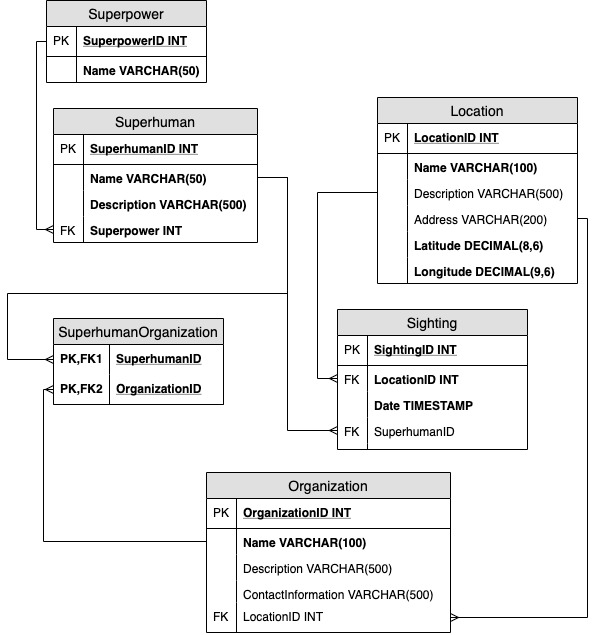 Superpower
PK SuperpowerID INT
Name VARCHAR(50)
Superhuman
PK SuperhumanID INT
Name VARCHAR(50)
Description VARCHAR(500)
FK Superpower INT
Location
PK LocationID INT
Name VARCHAR(100)
Description VARCHAR(500)
Address VARCHAR(200)
Latitude DECIMAL(8,6)
Longitude DECIMAL(9,6)
SuperhumanOrganization
PK,FK1 SuperhumanID
PK,FK2 OrganizationID
Sighting
PK SightingID INT
FK LocationID INT
Date TIMESTAMP
FK SuperhumanID
Organization
PK OrganizationID INT
Name VARCHAR(100)
Description VARCHAR(500)
ContactInformation VARCHAR(500)
FK LocationID INT